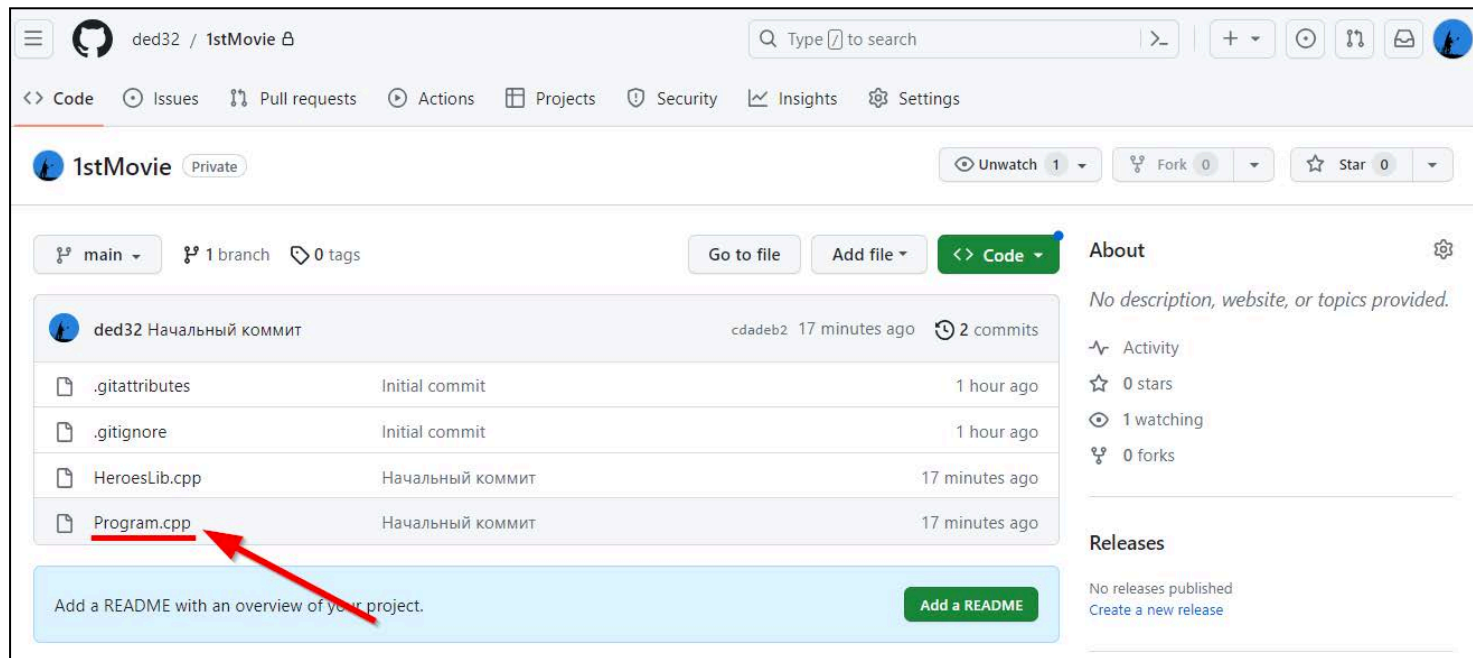 ded32 / 1stMovie
Type / to search
Code Issues Pull requests Actions Projects Security Insights Settings
1stMovie Private
Unwatch 1 Fork 0 Star 0
main 1 branch 0 tags Go to file Add file <> Code
ded32 Начальный коммит cdadeb2 17 minutes ago 2 commits
.gitattributes Initial commit 1 hour ago
.gitignore Initial commit 1 hour ago
HeroesLib.cpp Начальный коммит 17 minutes ago
Program.cpp Начальный коммит 17 minutes ago
Add a README with an overview of your project. Add a README
About
No description, website, or topics provided.
Activity
0 stars
1 watching
0 forks
Releases
No releases published
Create a new release